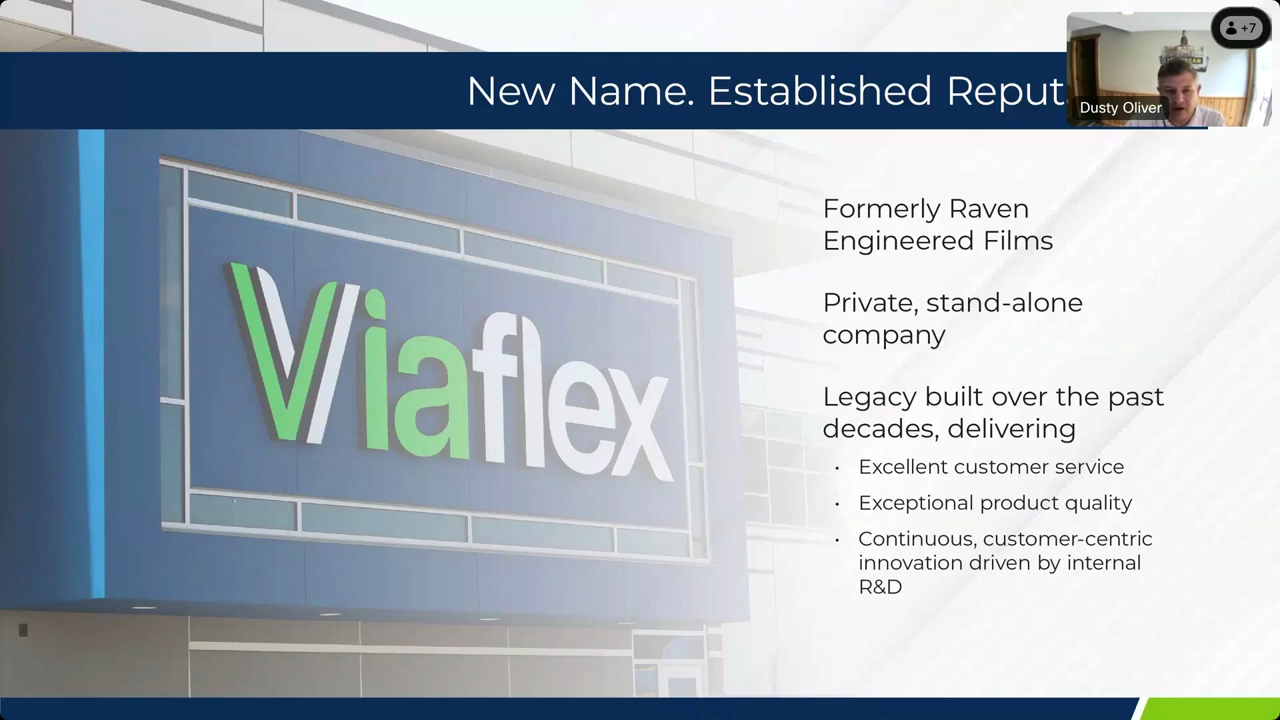 New Name. Established Reput
+7
Dusty Oliver
Viaflex
Formerly Raven
Engineered Films
Private, stand-alone
company
Legacy built over the past
decades, delivering
• Excellent customer service
• Exceptional product quality
• Continuous, customer-centric
innovation driven by internal
R&D